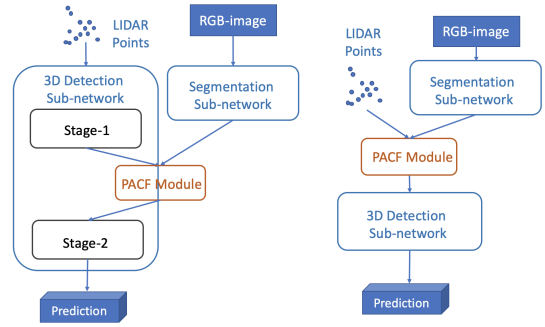 LIDAR
Points
RGB-image
3D Detection
Sub-network
Segmentation
Sub-network
Stage-1
PACF Module
Stage-2
Prediction
LIDAR
Points
RGB-image
Segmentation
Sub-network
PACF Module
3D Detection
Sub-network
Prediction